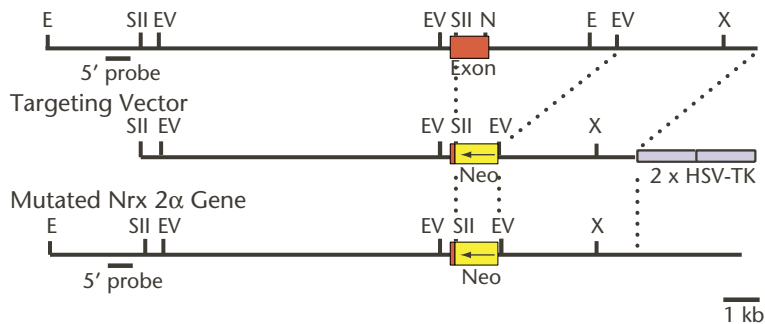 E SII EV EV SII N E EV X
Exon
5′ probe
Targeting Vector
SII EV EV SII EV X
Neo
2 x HSV-TK
Mutated Nrx 2α Gene
E SII EV EV SII EV X
5′ probe
Neo
1 kb